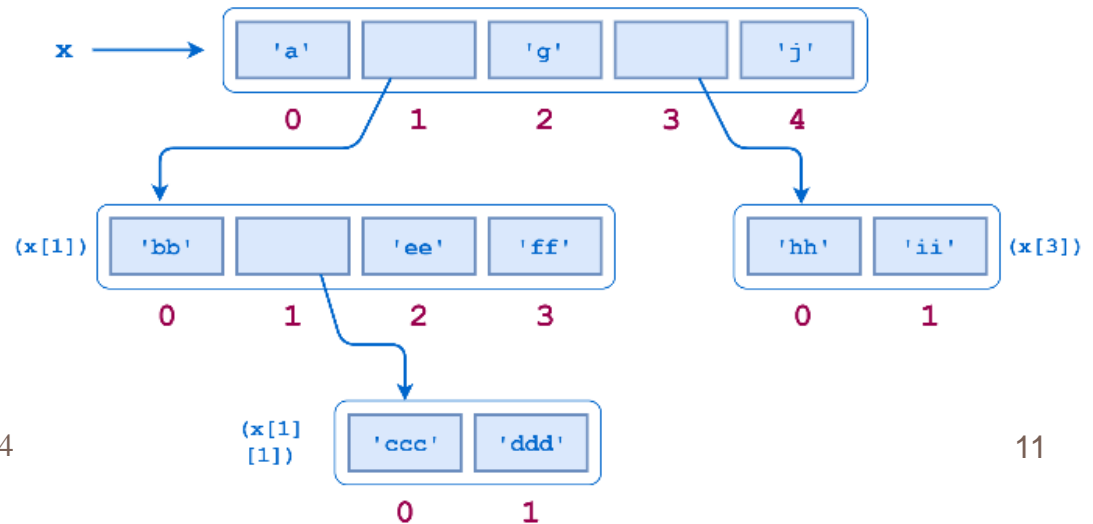 x 'a' 'g' 'j'
0 1 2 3 4
(x[1]) 'bb' 'ee' 'ff' 'hh' 'ii' (x[3])
0 1 2 3 0 1
(x[1]
[1]) 'ccc' 'ddd'
4 11
0 1